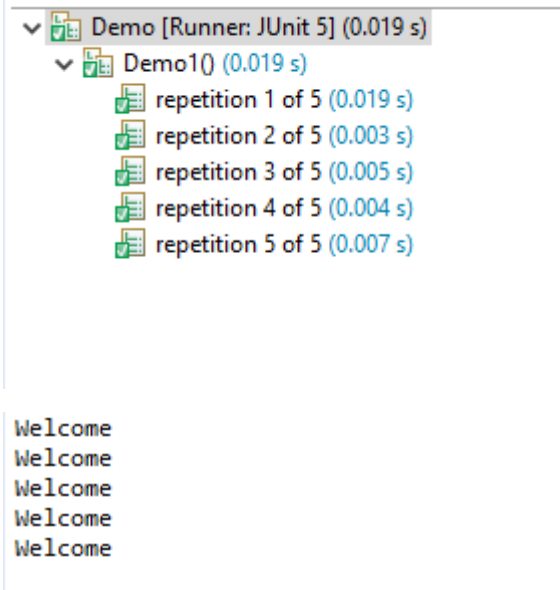 Demo [Runner: JUnit 5] (0.019 s)
Demo1() (0.019 s)
repetition 1 of 5 (0.019 s)
repetition 2 of 5 (0.003 s)
repetition 3 of 5 (0.005 s)
repetition 4 of 5 (0.004 s)
repetition 5 of 5 (0.007 s)
Welcome
Welcome
Welcome
Welcome
Welcome